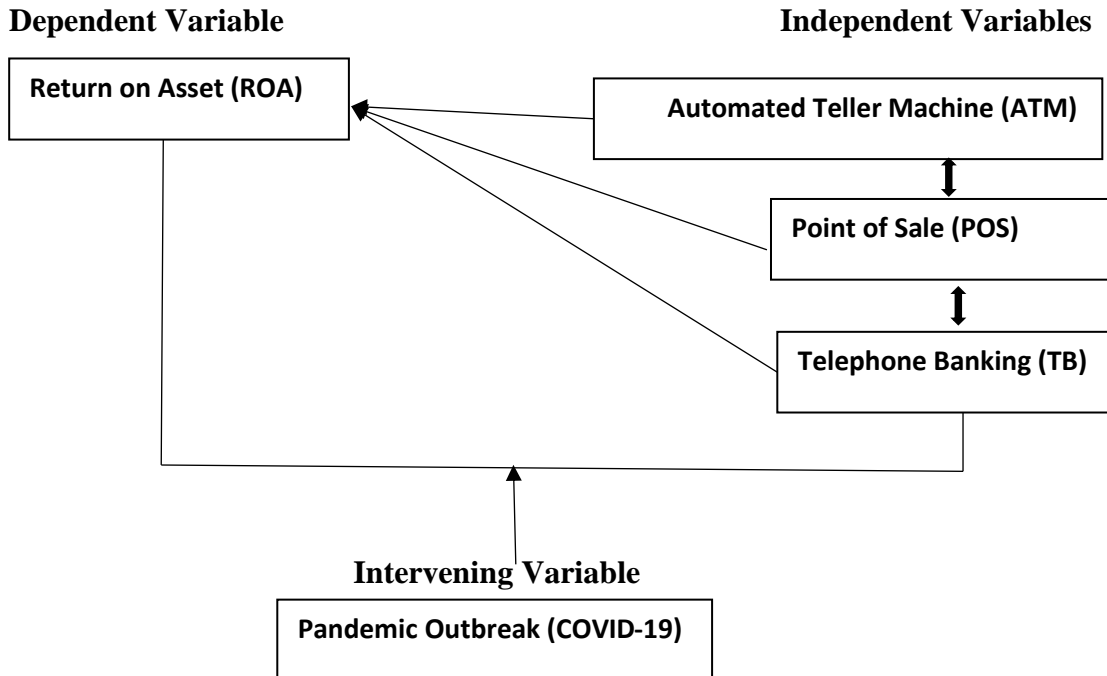 Dependent Variable
Independent Variables
Return on Asset (ROA)
Automated Teller Machine (ATM)
Point of Sale (POS)
Telephone Banking (TB)
Intervening Variable
Pandemic Outbreak (COVID-19)